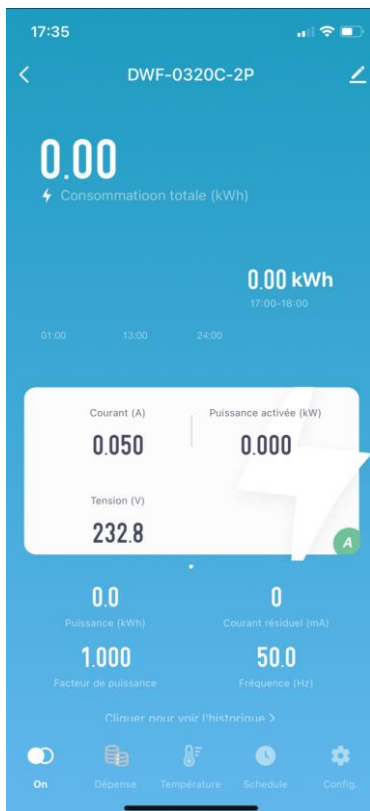 17:35
DWF-0320C-2P
0.00
Consommatioon totale (kWh)
0.00 kWh
17:00-18:00
01:00 13:00 24:00
Courant (A) Puissance activée (kW)
0.050 0.000
Tension (V)
232.8
A
0.0 0
Puissance (kWh) Courant résiduel (mA)
1.000 50.0
Facteur de puissance Fréquence (Hz)
Cliquer pour voir l'historique >
On Dépense Température Schedule Config.